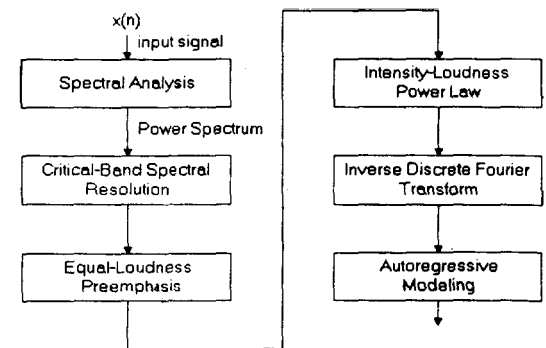 x(n)
input signal
Spectral Analysis
Power Spectrum
Critical-Band Spectral
Resolution
Equal-Loudness
Preemphasis
Intensity-Loudness
Power Law
Inverse Discrete Fourier
Transform
Autoregressive
Modeling